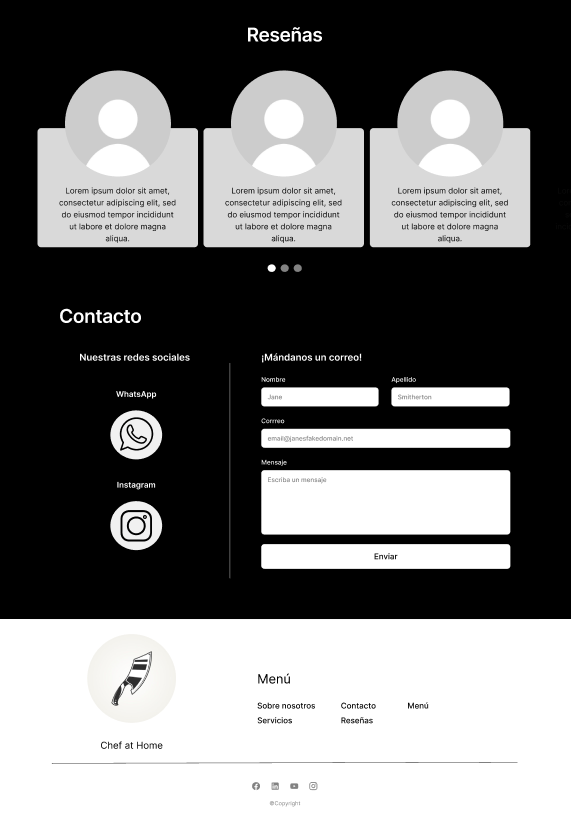 Reseñas
Lorem ipsum dolor sit amet,
consectetur adipiscing elit, sed
do eiusmod tempor incididunt
ut labore et dolore magna
aliqua.
Lorem ipsum dolor sit amet,
consectetur adipiscing elit, sed
do eiusmod tempor incididunt
ut labore et dolore magna
aliqua.
Lorem ipsum dolor sit amet,
consectetur adipiscing elit, sed
do eiusmod tempor incididunt
ut labore et dolore magna
aliqua.
Contacto
Nuestras redes sociales
WhatsApp
Instagram
¡Mándanos un correo!
Nombre
Apellido
Jane
Smitherton
Correo
email@janesfakedomain.net
Mensaje
Escriba un mensaje
Enviar
Chef at Home
Menú
Sobre nosotros Contacto Menú
Servicios Reseñas
©Copyright